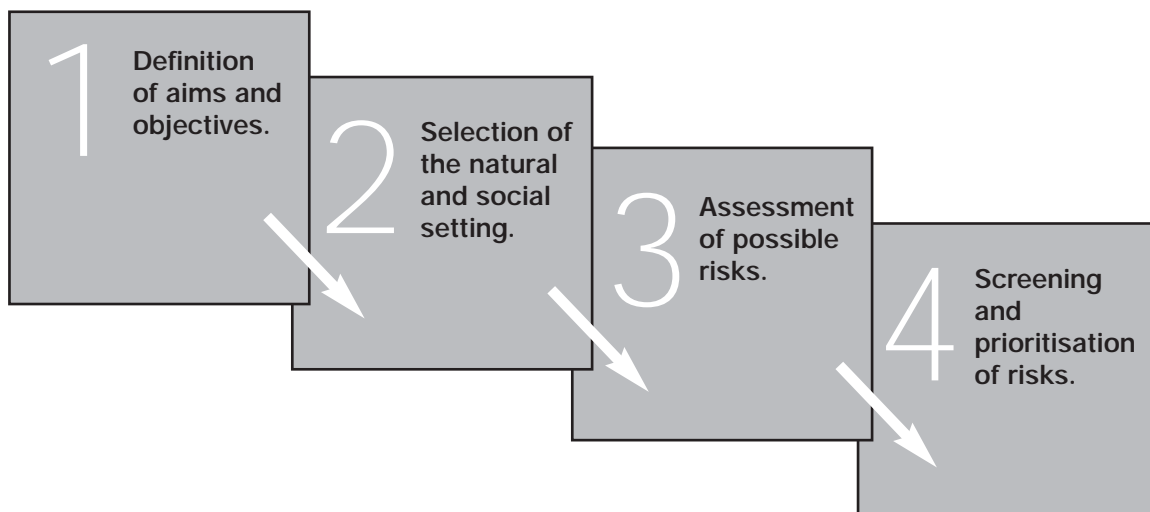 1
Definition
of aims and
objectives.
2
Selection of
the natural
and social
setting.
3
Assessment
of possible
risks.
4
Screening
and
prioritisation
of risks.